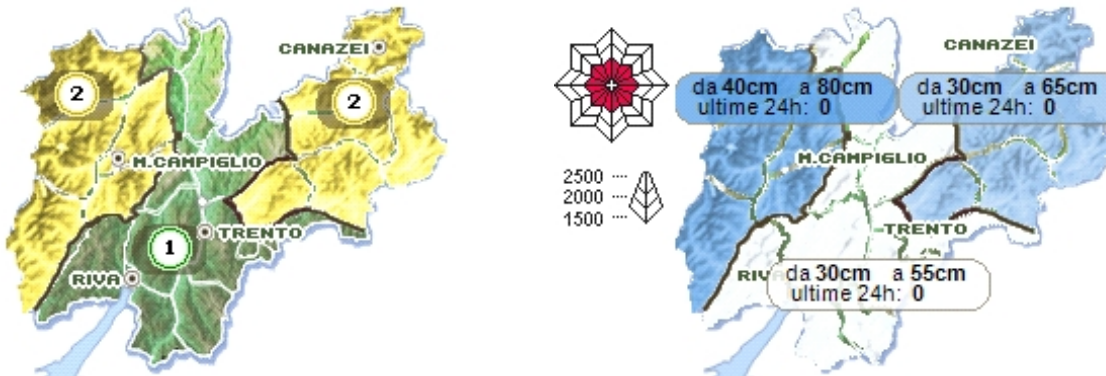 CANAZEI
2
2
M.CAMPIGLIO
1
TRENTO
RIVA
CANAZEI
da 40cm a 80cm
ultime 24h: 0
da 30cm a 65cm
ultime 24h: 0
M.CAMPIGLIO
2500
2000
1500
TRENTO
RIVA
da 30cm a 55cm
ultime 24h: 0